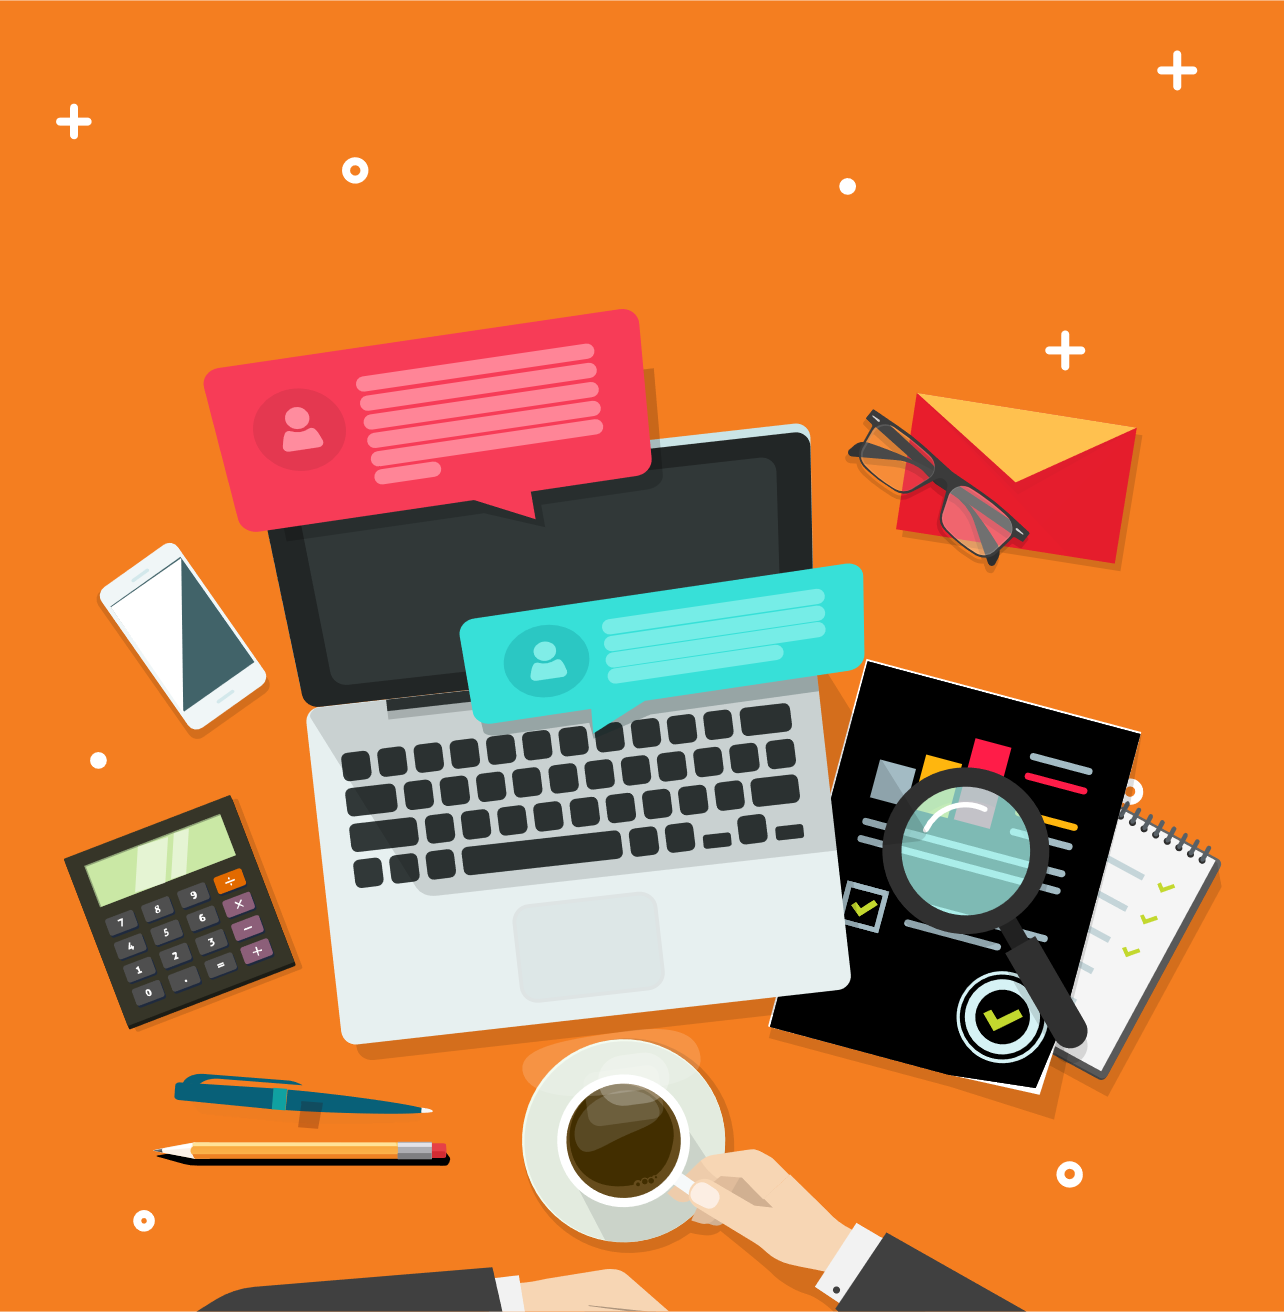 7 8 9 ÷
4 5 6 ×
1 2 3 −
0 . = +